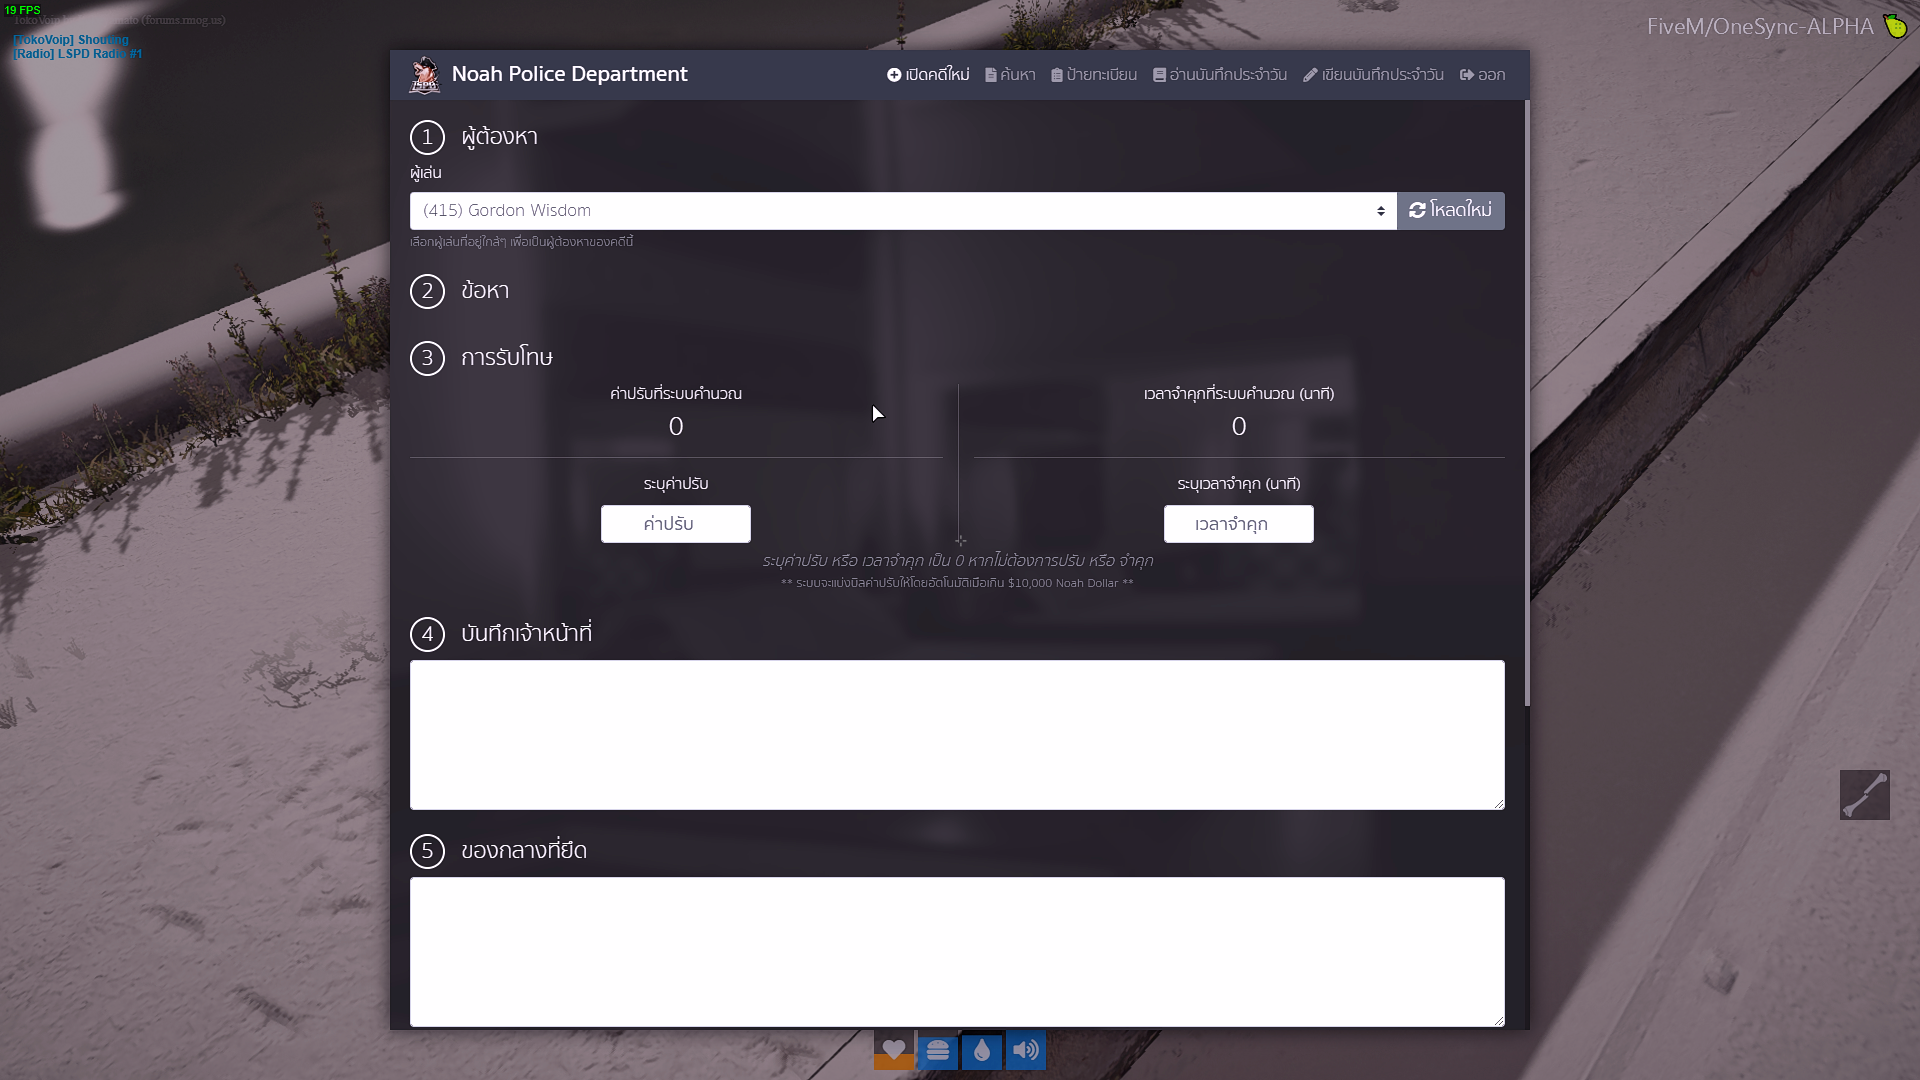 19 FPS
(forums.rmog.us)
[TokoVoip] Shouting
[Radio] LSPD Radio #1
FiveM/OneSync-ALPHA
Noah Police Department
เปิดคดีใหม่ ค้นหา ป้ายทะเบียน อ่านบันทึกประจำวัน เขียนบันทึกประจำวัน ออก
1 ผู้ต้องหา
ผู้เล่น
(415) Gordon Wisdom
โหลดใหม่
เลือกผู้เล่นที่อยู่ใกล้ๆ เพื่อเป็นผู้ต้องหาของคดีนี้
2 ข้อหา
3 การรับโทษ
ค่าปรับที่ระบบคำนวณ
0
เวลาจำคุกที่ระบบคำนวณ (นาที)
0
ระบุค่าปรับ
ค่าปรับ
ระบุเวลาจำคุก (นาที)
เวลาจำคุก
ระบุค่าปรับ หรือ เวลาจำคุก เป็น 0 หากไม่ต้องการปรับ หรือ จำคุก
** ระบบจะแบ่งบิลค่าปรับให้โดยอัตโนมัติเมื่อเกิน $10,000 Noah Dollar **
4 บันทึกเจ้าหน้าที่
5 ของกลางที่ยึด